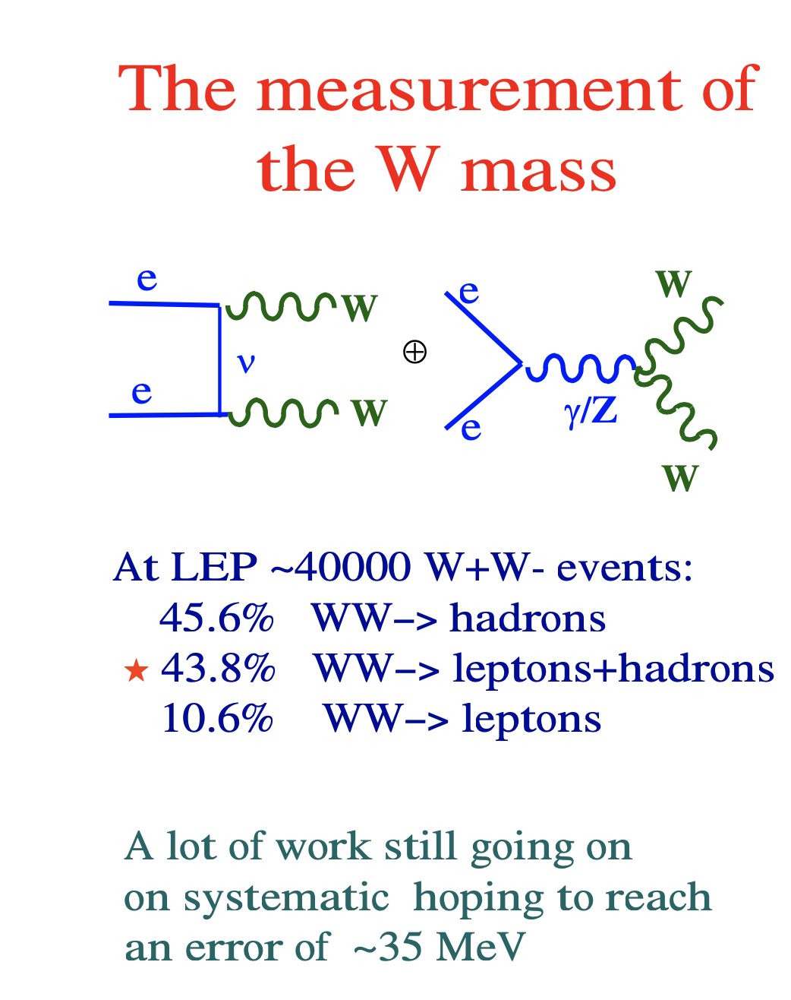 The measurement of
the W mass
e
W
ν
e
W
⊕
e
e
γ/Z
W
W
At LEP ~40000 W+W- events:
45.6% WW–> hadrons
★ 43.8% WW–> leptons+hadrons
10.6% WW–> leptons
A lot of work still going on
on systematic hoping to reach
an error of ~35 MeV